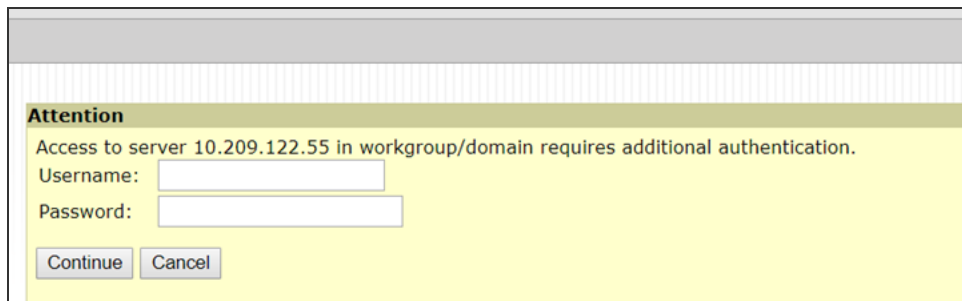 Attention
Access to server 10.209.122.55 in workgroup/domain requires additional authentication.
Username:
Password:
Continue Cancel